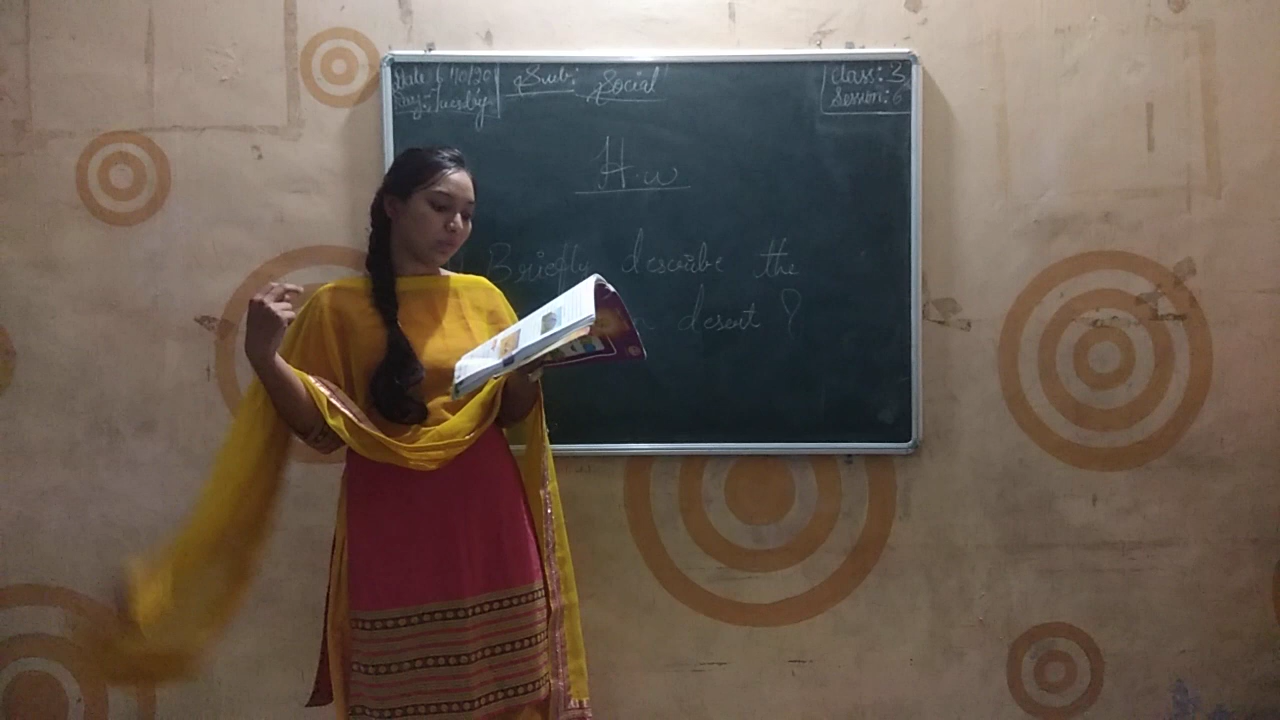 Date 6/10/20
Day:-Tuesday
Sub: Social
Class: 3
Session: 6
H.w
Briefly describe the
desert ?